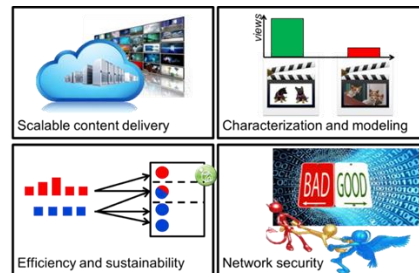 Scalable content delivery
views
Characterization and modeling
Efficiency and sustainability
BAD GOOD
Network security